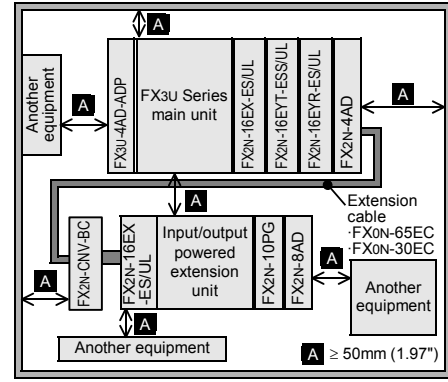 A
Another
equipment
A
FX3U-4AD-ADP
FX3U Series
main unit
FX2N-16EX-ES/UL
FX2N-16EYT-ESS/UL
FX2N-16EYR-ES/UL
FX2N-4AD
A
A
Extension
cable
·FX0N-65EC
·FX0N-30EC
A
FX2N-CNV-BC
FX2N-16EX
-ES/UL
Input/output
powered
extension
unit
FX2N-10PG
FX2N-8AD
A
Another
equipment
A
Another equipment
A ≥ 50mm (1.97")